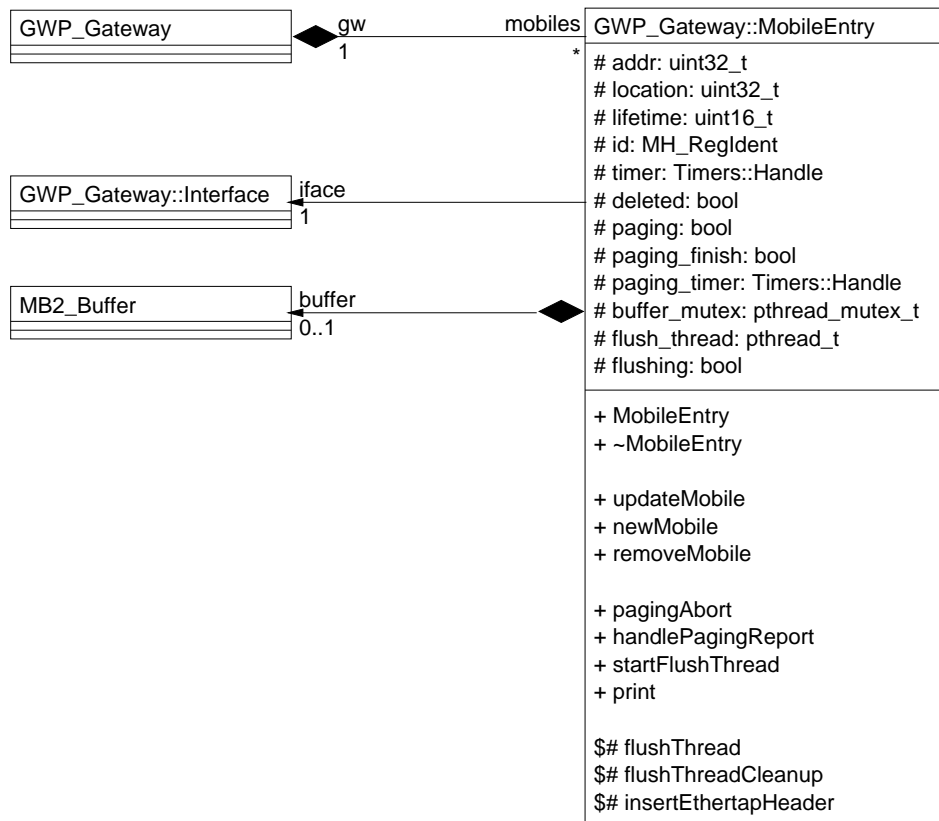 GWP_Gateway
gw
1
mobiles
*
GWP_Gateway::MobileEntry
# addr: uint32_t
# location: uint32_t
# lifetime: uint16_t
# id: MH_RegIdent
# timer: Timers::Handle
# deleted: bool
# paging: bool
# paging_finish: bool
# paging_timer: Timers::Handle
# buffer_mutex: pthread_mutex_t
# flush_thread: pthread_t
# flushing: bool
GWP_Gateway::Interface
iface
1
MB2_Buffer
buffer
0..1
+ MobileEntry
+ ~MobileEntry
+ updateMobile
+ newMobile
+ removeMobile
+ pagingAbort
+ handlePagingReport
+ startFlushThread
+ print
$# flushThread
$# flushThreadCleanup
$# insertEthertapHeader